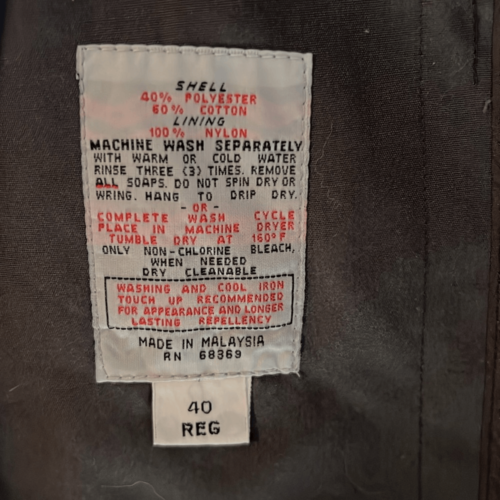 SHELL
40% POLYESTER
60% COTTON
LINING
100% NYLON
MACHINE WASH SEPARATELY
WITH WARM OR COLD WATER
RINSE THREE (3) TIMES. REMOVE
ALL SOAPS. DO NOT SPIN DRY OR
WRING. HANG TO DRIP DRY.
- OR -
COMPLETE WASH CYCLE
PLACE IN MACHINE DRYER
TUMBLE DRY AT 160°F
ONLY NON-CHLORINE BLEACH,
WHEN NEEDED
DRY CLEANABLE
WASHING AND COOL IRON
TOUCH UP RECOMMENDED
FOR APPEARANCE AND LONGER
LASTING REPELLENCY
MADE IN MALAYSIA
RN 68369
40
REG